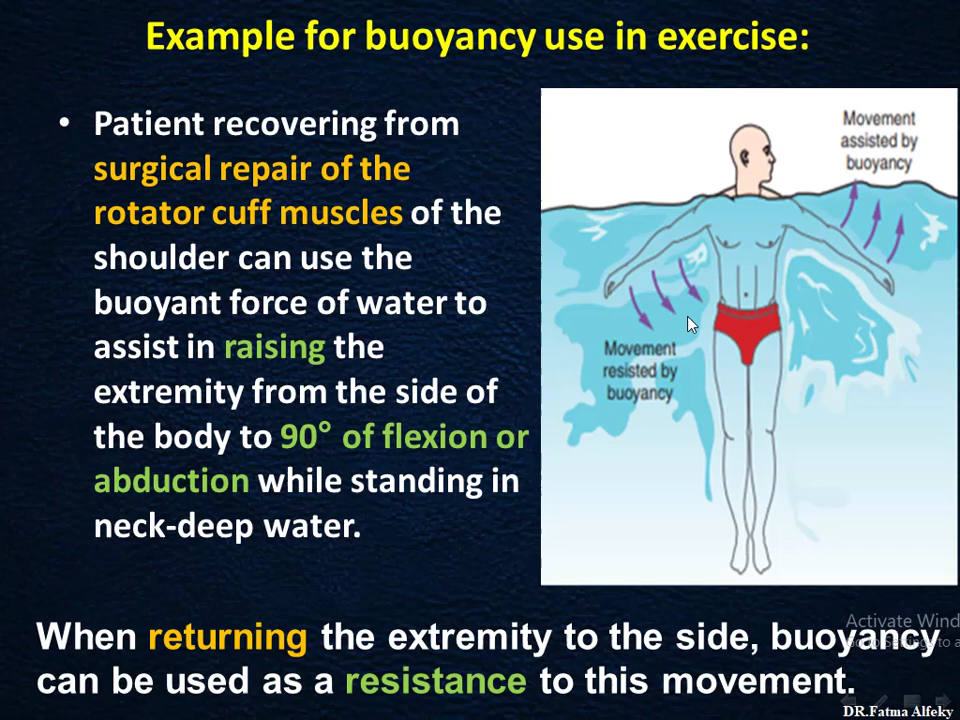 Example for buoyancy use in exercise:
• Patient recovering from
surgical repair of the
rotator cuff muscles of the
shoulder can use the
buoyant force of water to
assist in raising the
extremity from the side of
the body to 90° of flexion or
abduction while standing in
neck-deep water.
Movement
assisted by
buoyancy
Movement
resisted by
buoyancy
Activate Wind
When returning the extremity to the side, buoyancy
can be used as a resistance to this movement.
DR.Fatma Alfeky